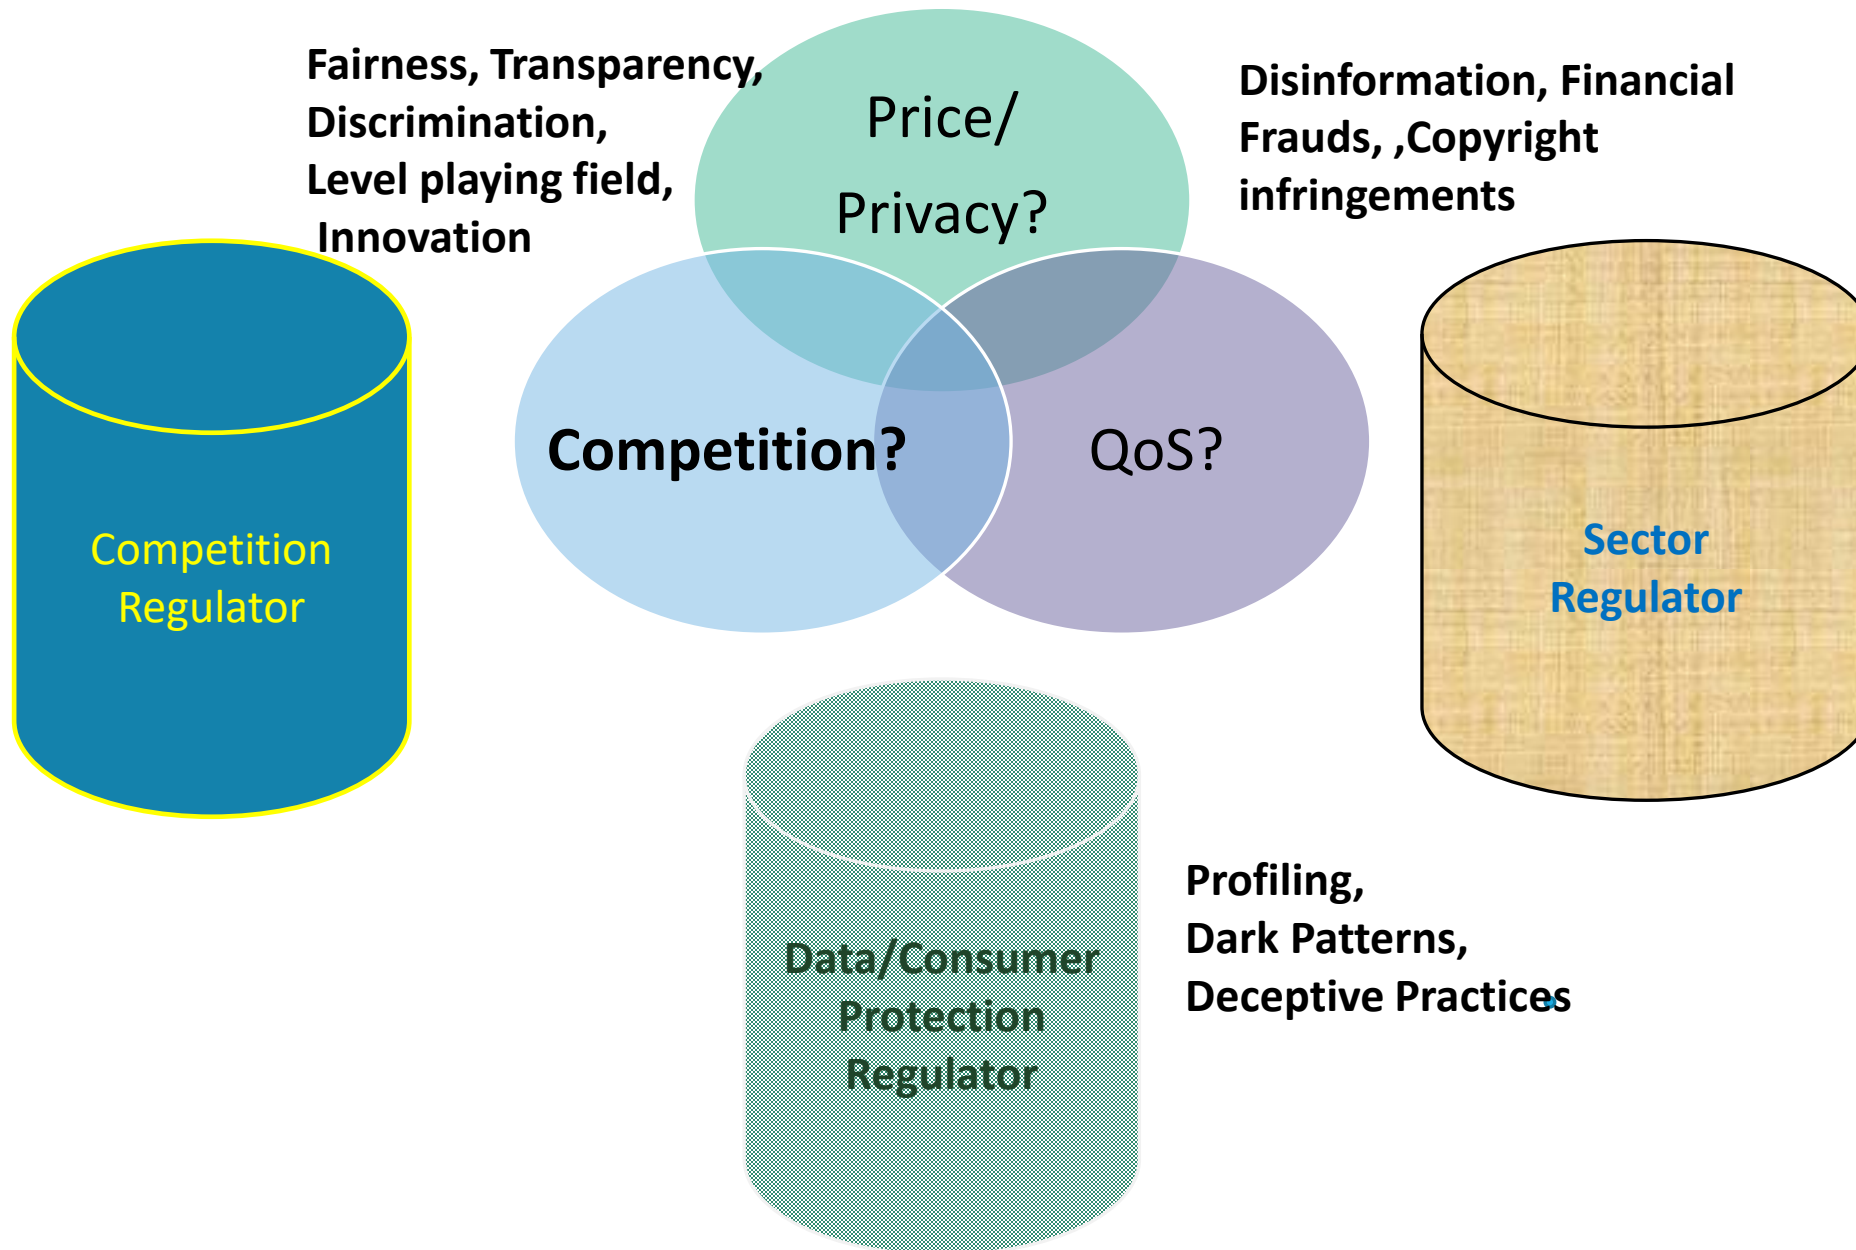 Fairness, Transparency,
Discrimination,
Level playing field,
Innovation
Price/
Privacy?
Disinformation, Financial
Frauds, ,Copyright
infringements
Competition?
QoS?
Competition
Regulator
Sector
Regulator
Data/Consumer
Protection
Regulator
Profiling,
Dark Patterns,
Deceptive Practices